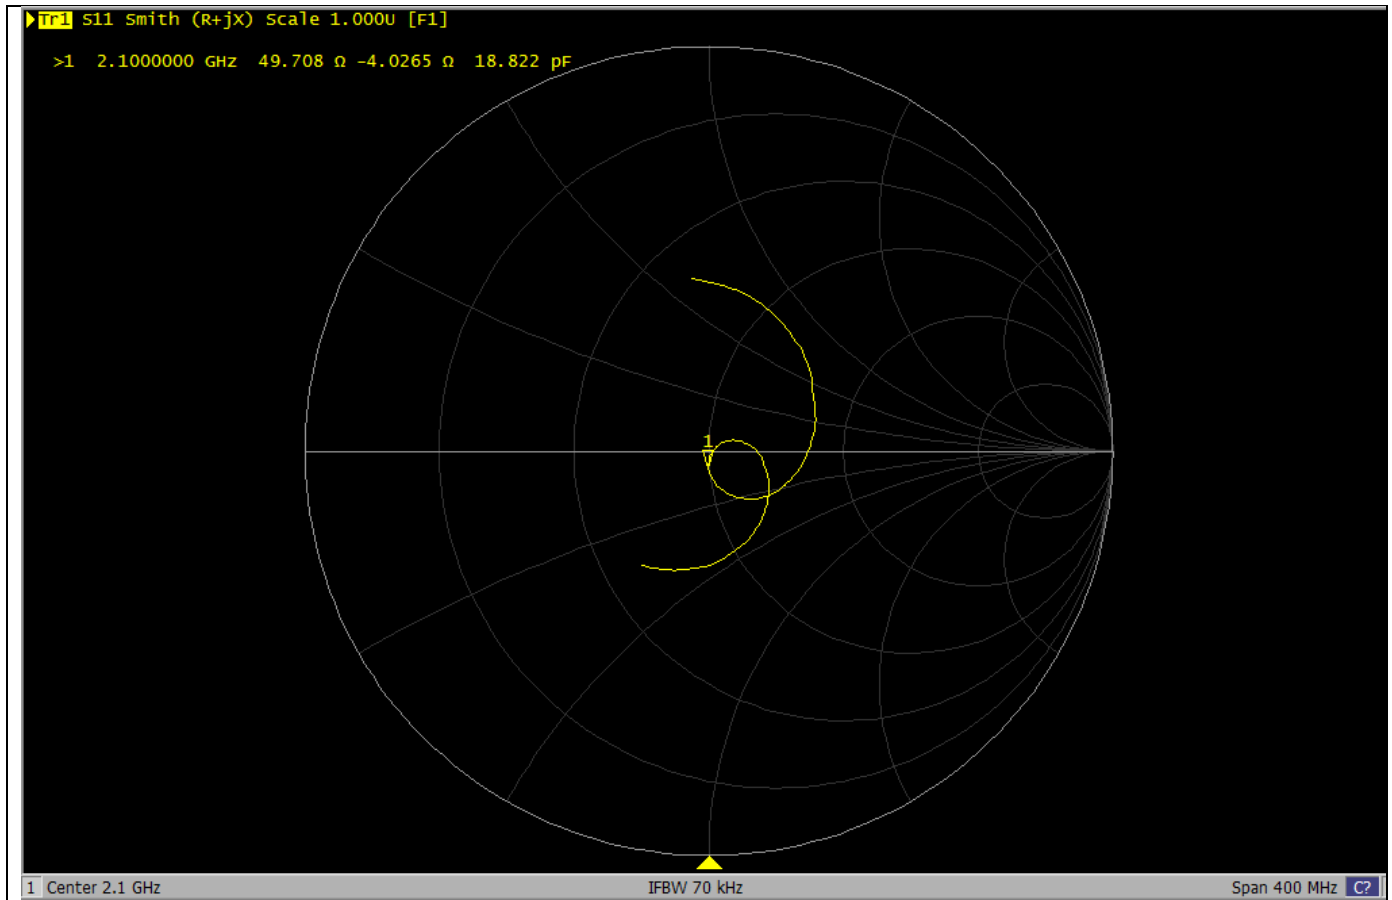 Tr1 S11 Smith (R+jX) Scale 1.000U [F1]
>1 2.1000000 GHz 49.708 Ω -4.0265 Ω 18.822 pF
1
1 Center 2.1 GHz IFBW 70 kHz Span 400 MHz C?